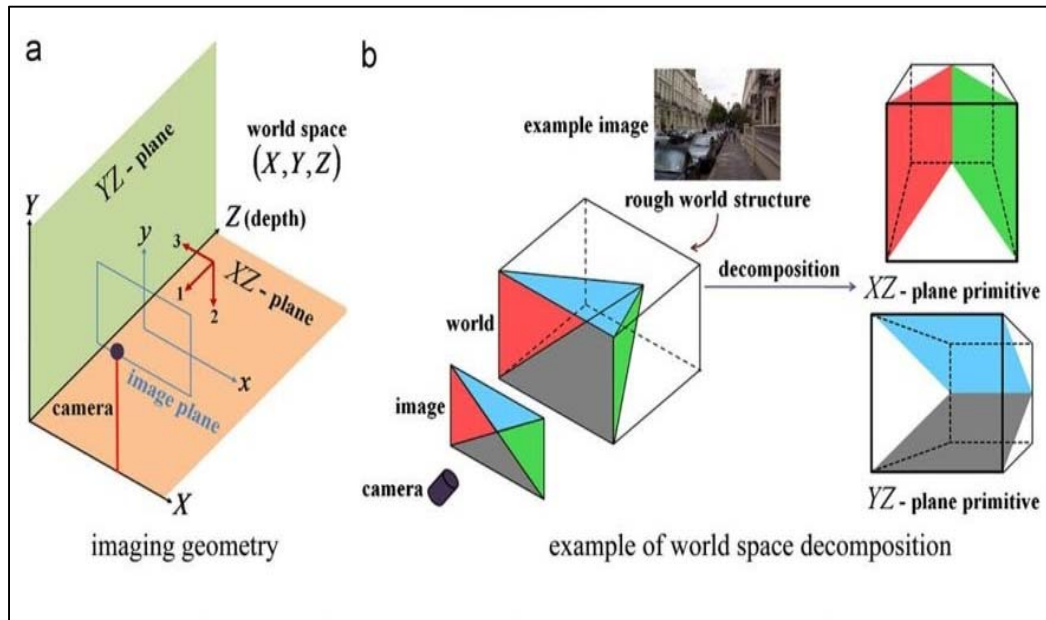 a
YZ - plane
world space
(X, Y, Z)
Y
Z (depth)
y
3
1
2
XZ - plane
x
image plane
camera
X
imaging geometry
b
example image
rough world structure
decomposition
world
image
camera
XZ - plane primitive
YZ - plane primitive
example of world space decomposition